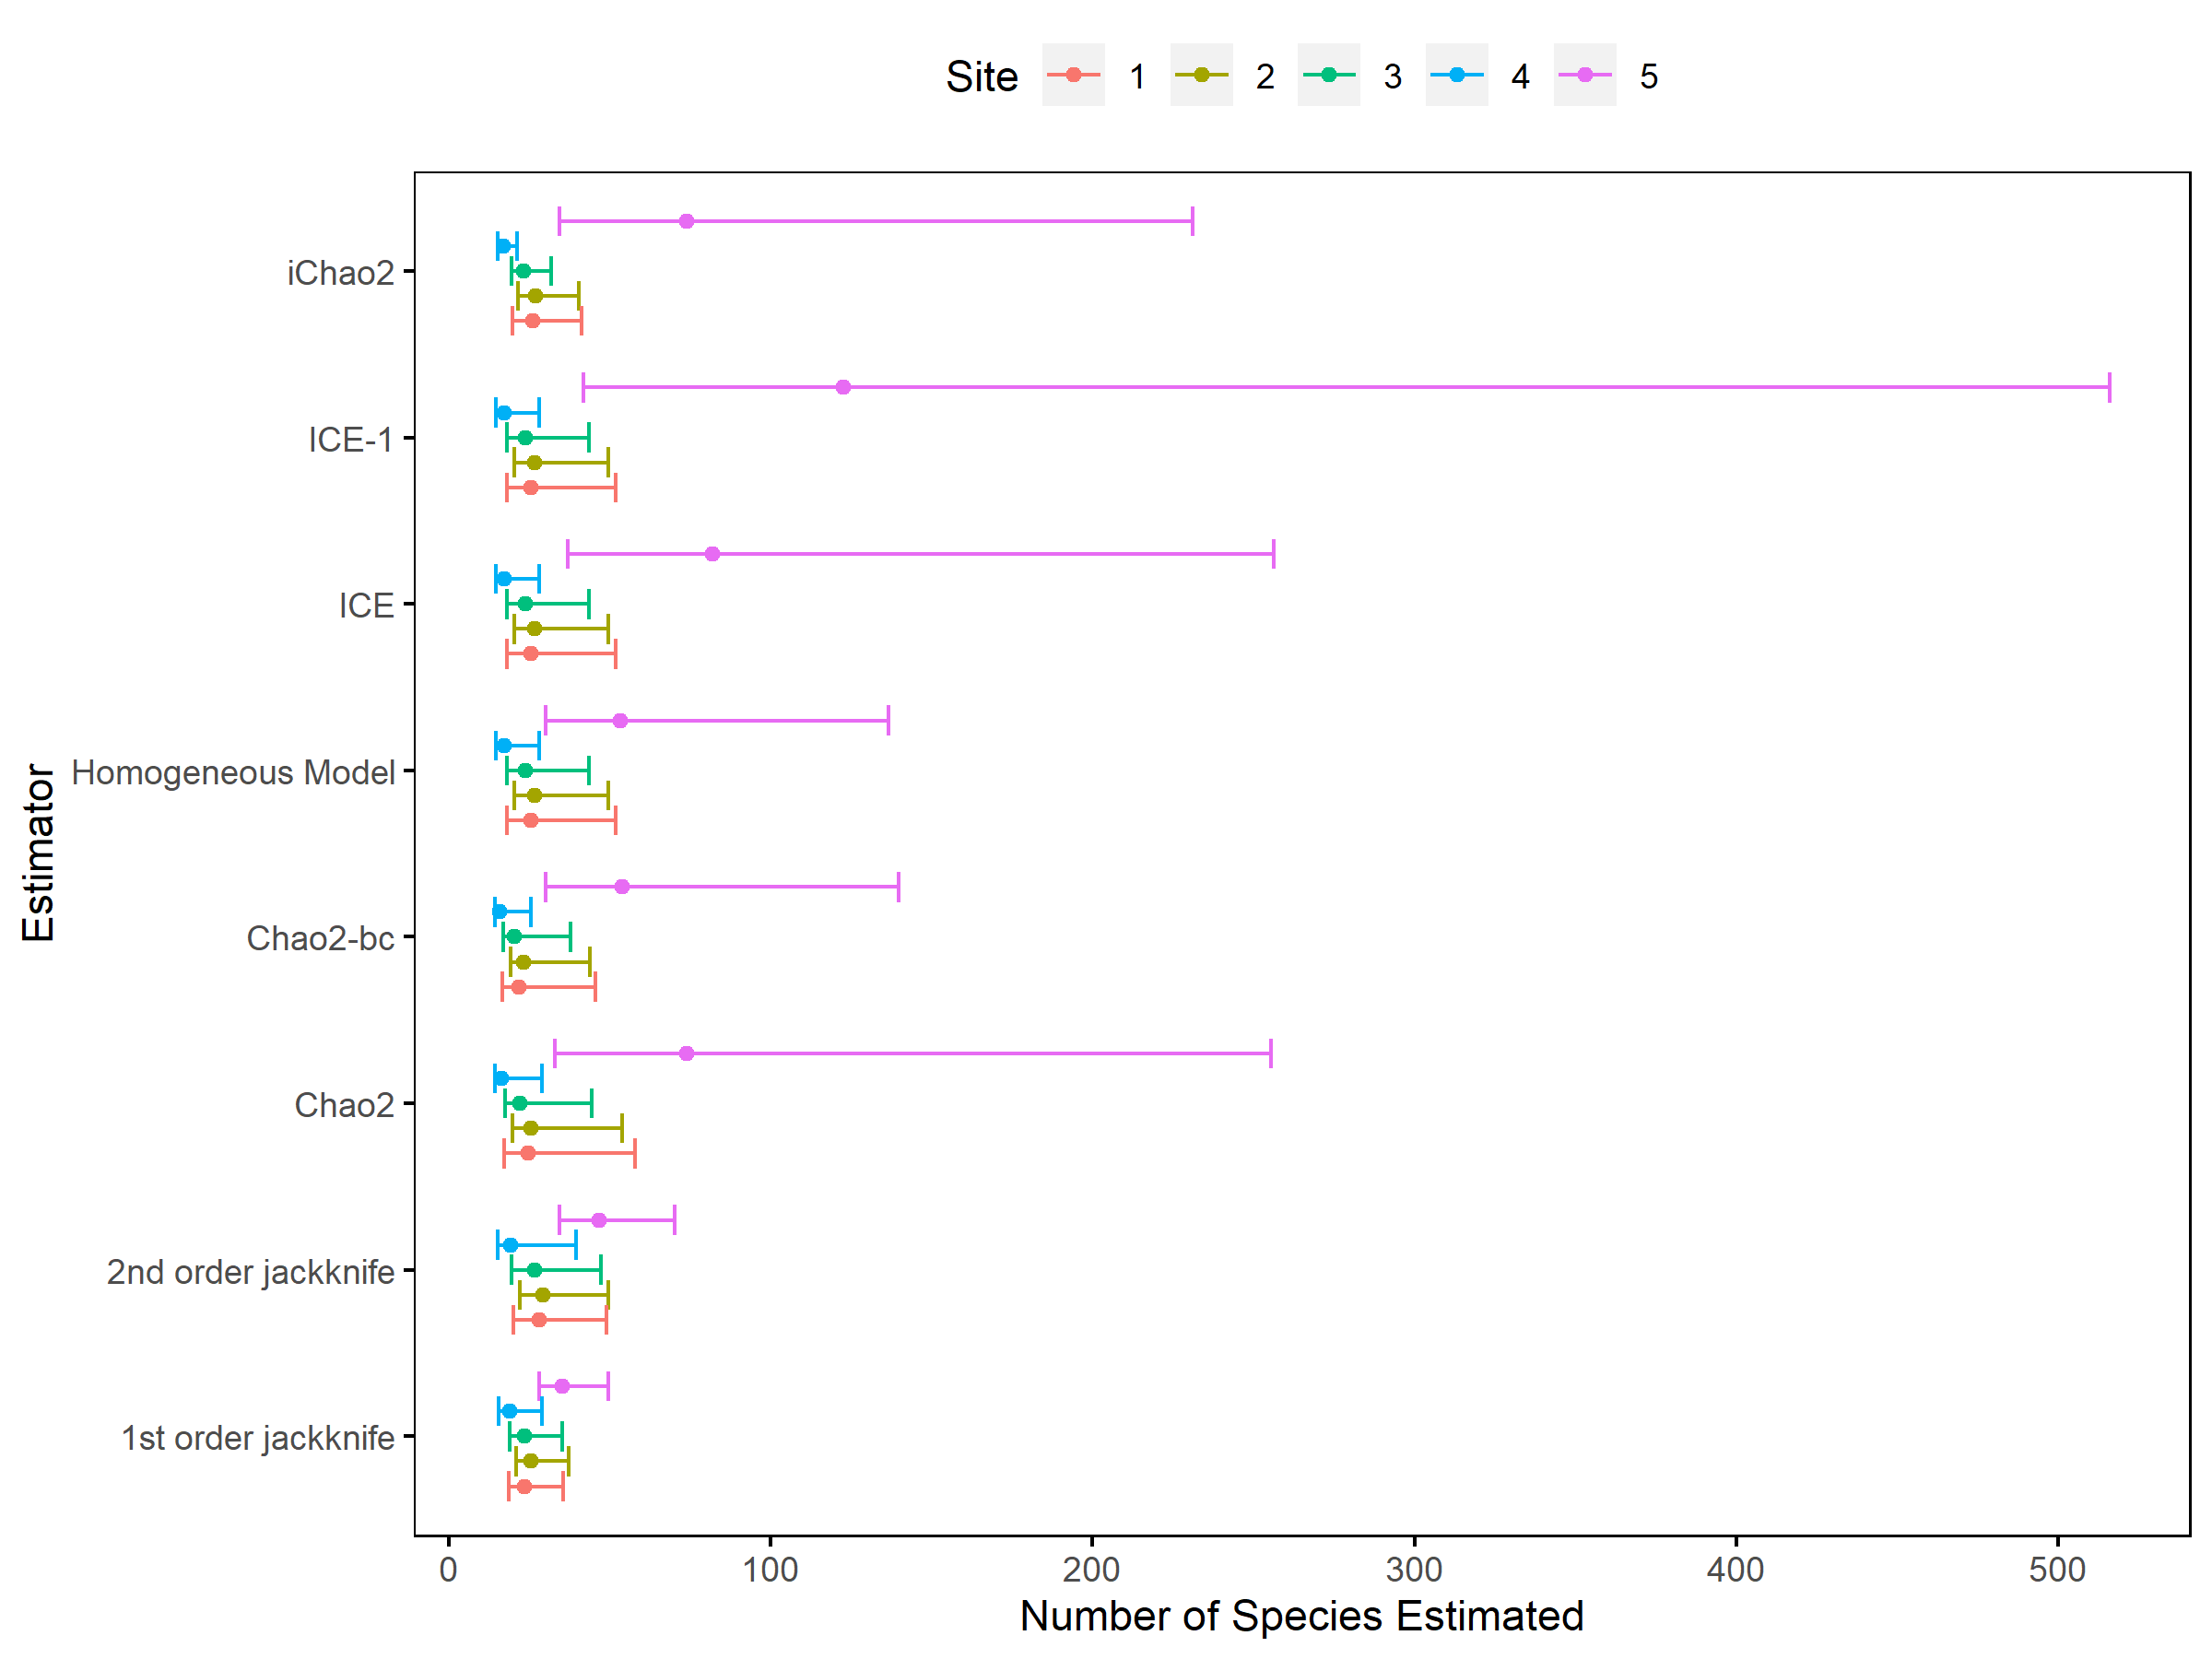 Site 1 2 3 4 5
iChao2
ICE-1
ICE
Homogeneous Model
Chao2-bc
Chao2
2nd order jackknife
1st order jackknife
Estimator
0 100 200 300 400 500
Number of Species Estimated